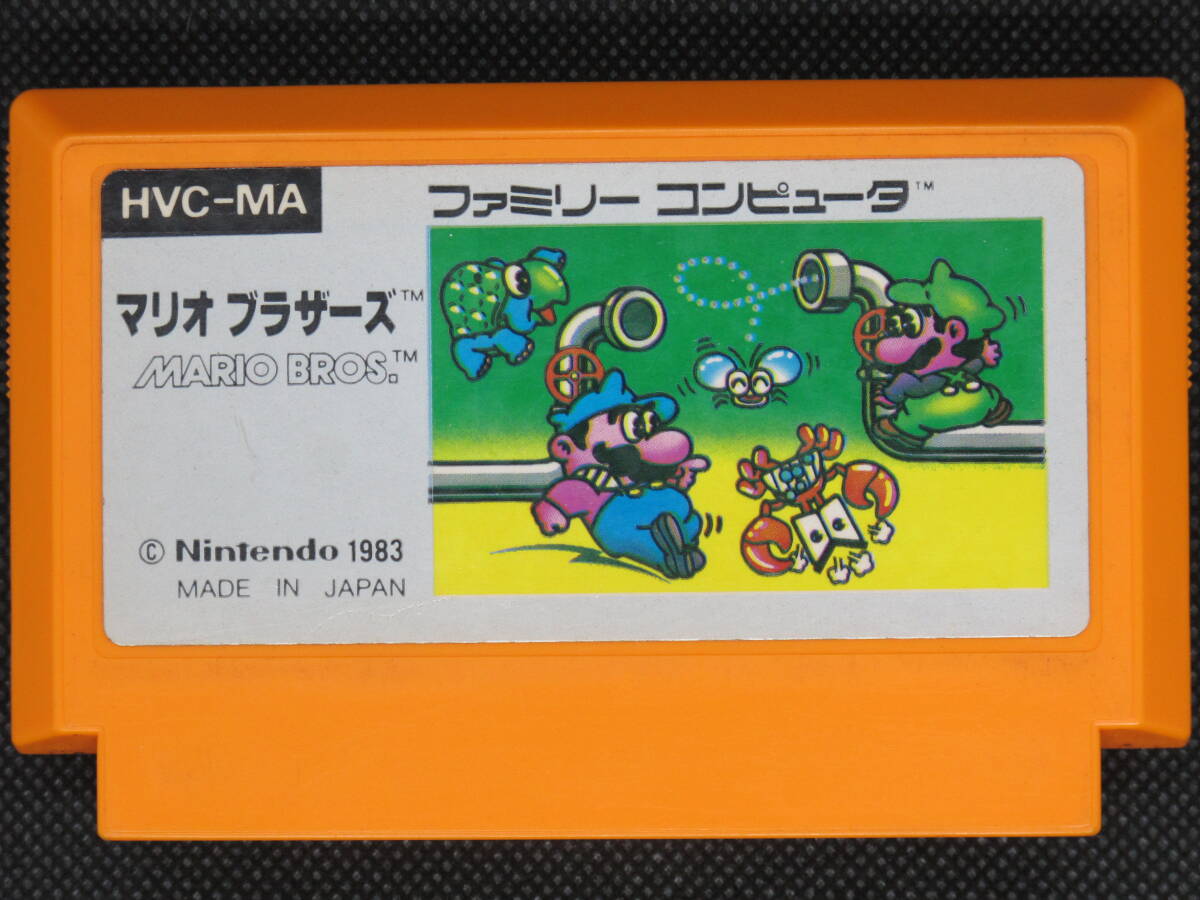 HVC-MA
ファミリー コンピュータ™
マリオ ブラザーズ™
MARIO BROS.™
© Nintendo 1983
MADE IN JAPAN